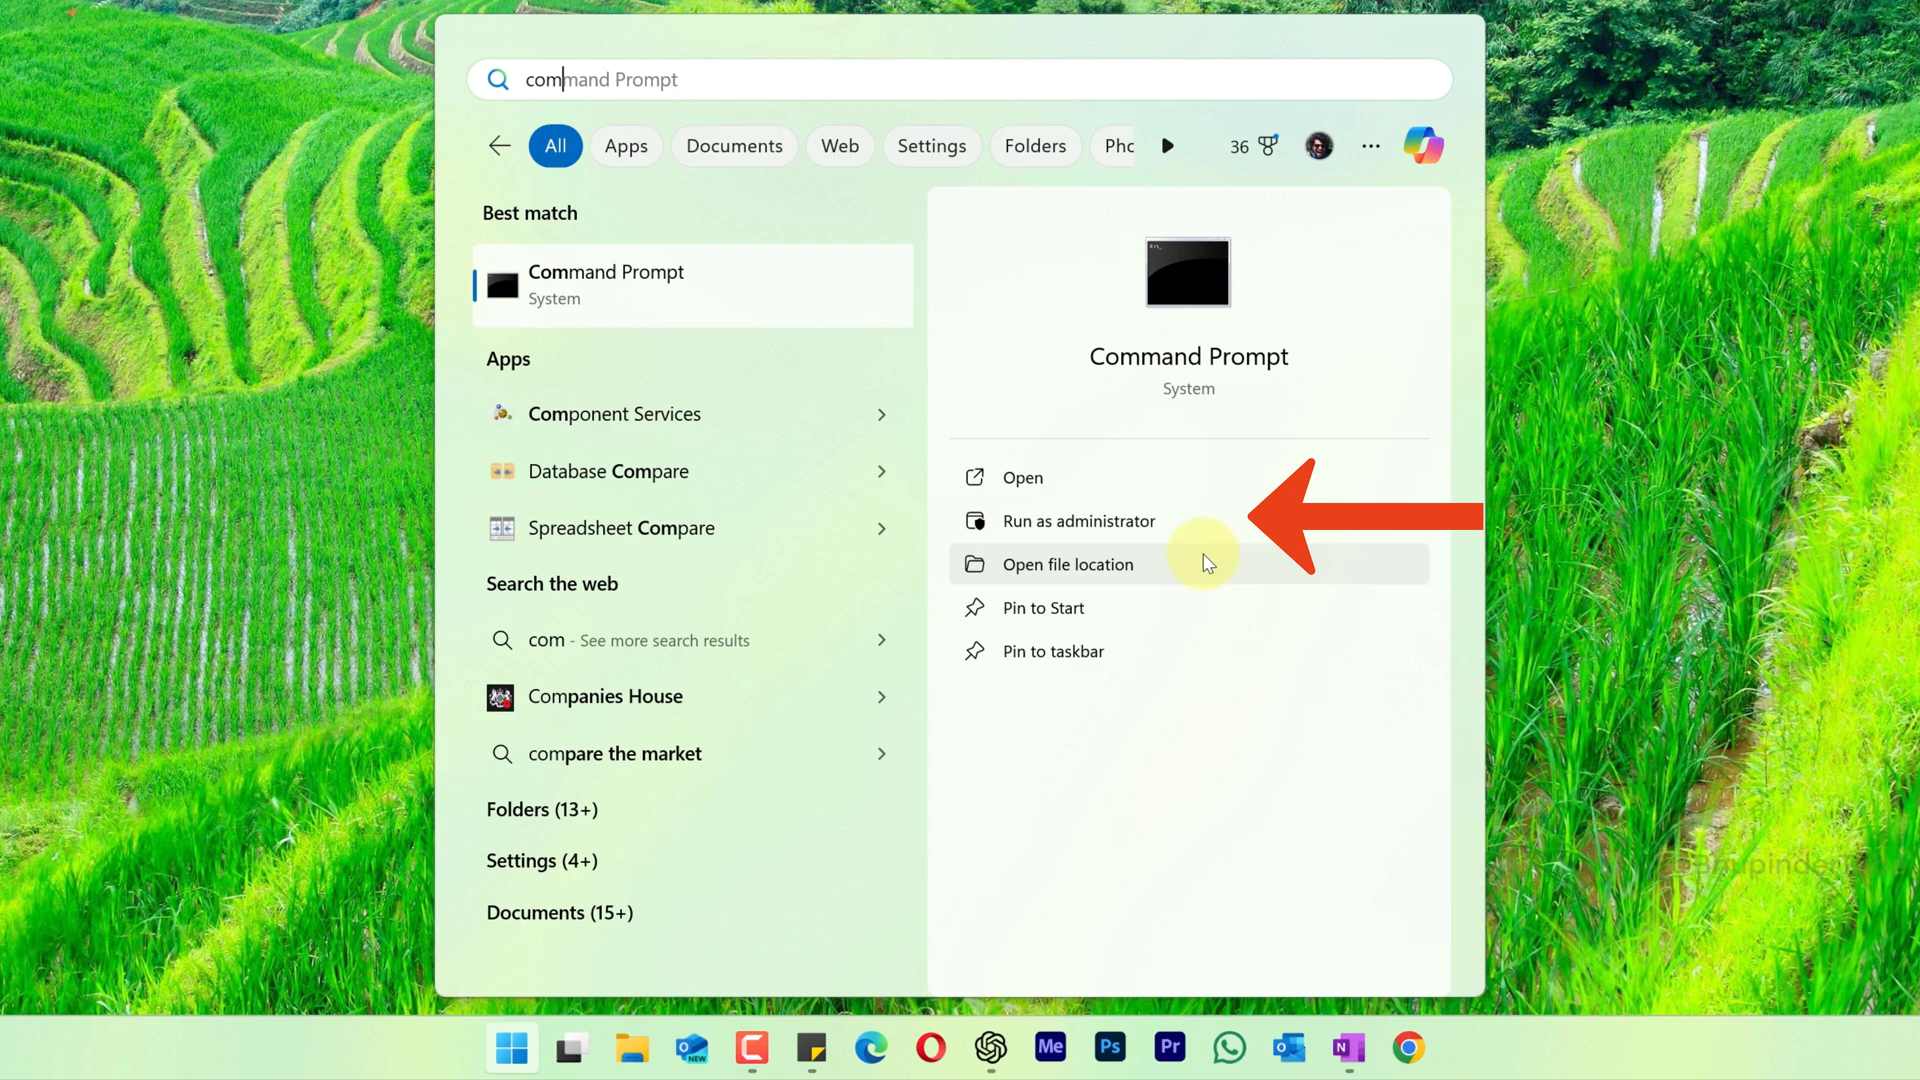 command Prompt
All
Apps
Documents
Web
Settings
Folders
Pho
36
Best match
Command Prompt
System
Apps
Component Services
Database Compare
Spreadsheet Compare
Search the web
com - See more search results
Companies House
compare the market
Folders (13+)
Settings (4+)
Documents (15+)
Command Prompt
System
Open
Run as administrator
Open file location
Pin to Start
Pin to taskbar
NEW
Me
Ps
Pr
N